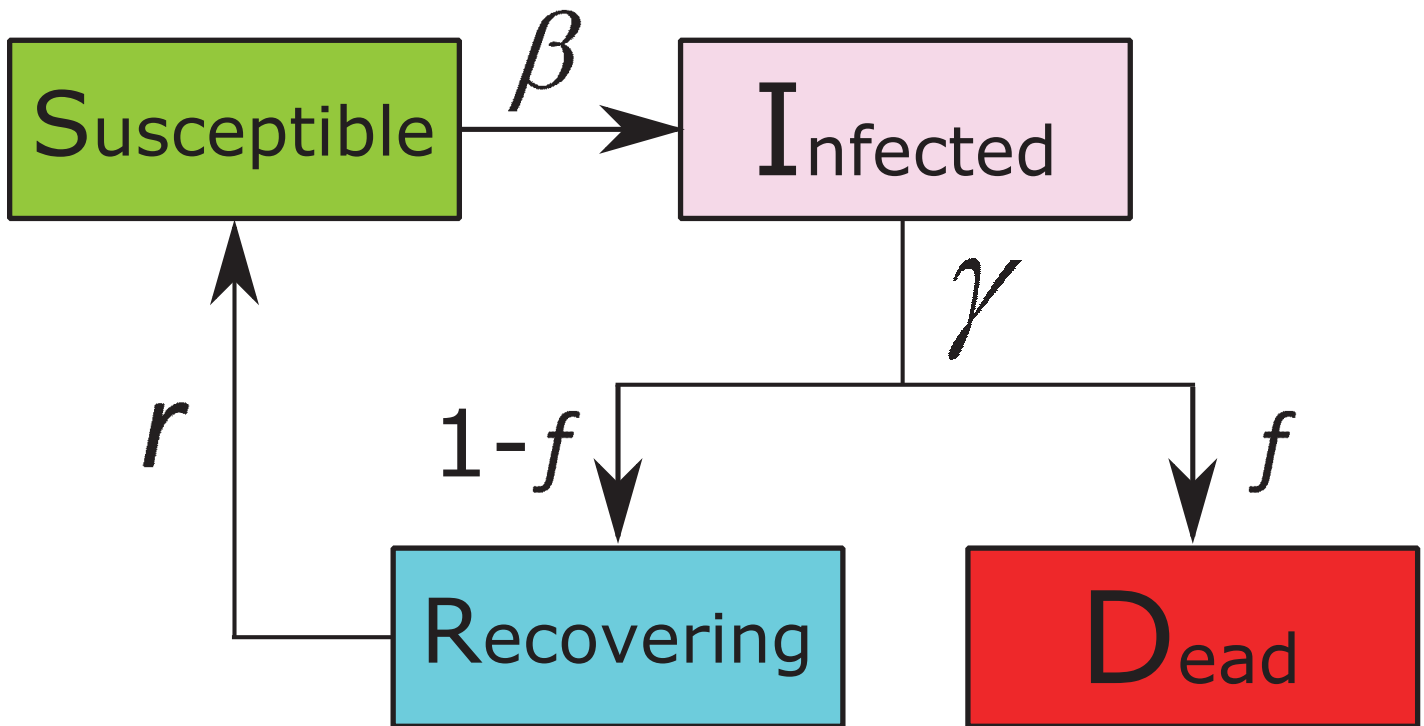 β
Susceptible
Infected
γ
r
1-f
f
Recovering
Dead